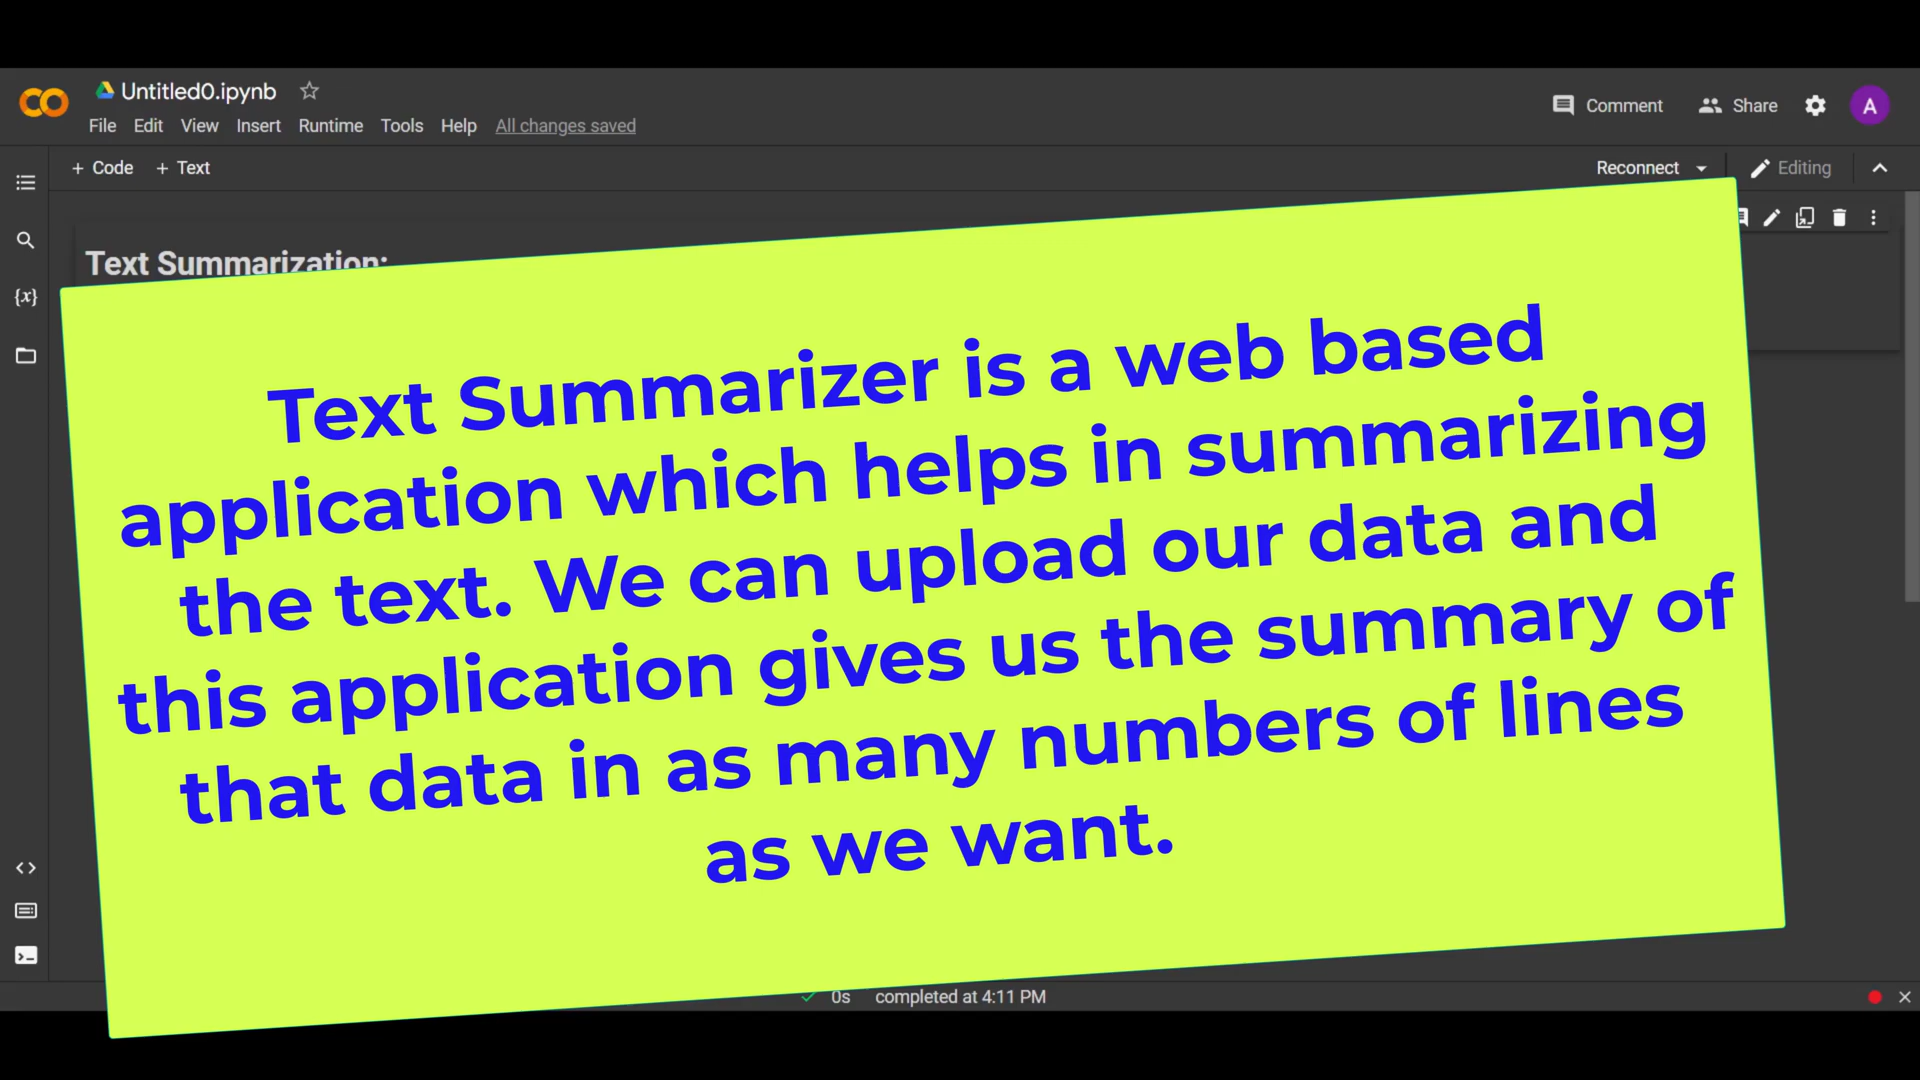 Untitled0.ipynb
File Edit View Insert Runtime Tools Help All changes saved
Comment Share A
+ Code + Text
Reconnect Editing
Text Summarization:
{x}
Text Summarizer is a web based
application which helps in summarizing
the text. We can upload our data and
this application gives us the summary of
that data in as many numbers of lines
as we want.
0s completed at 4:11 PM